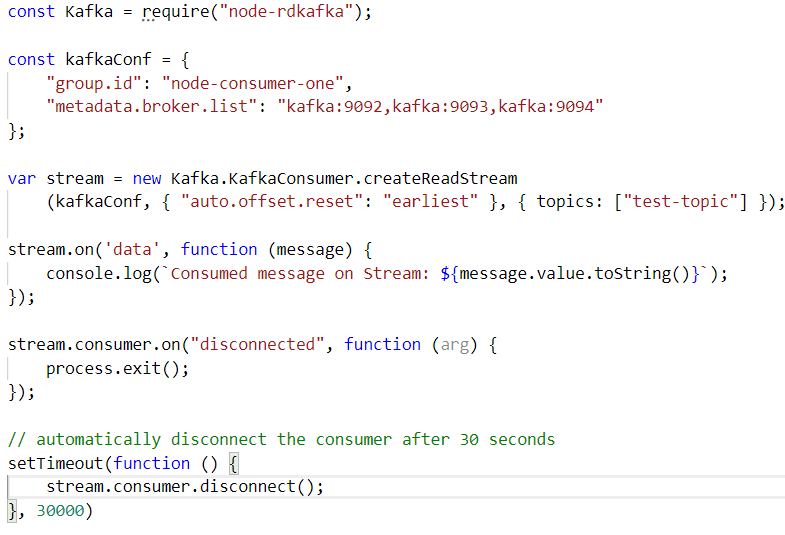 const Kafka = require("node-rdkafka");
const kafkaConf = {
    "group.id": "node-consumer-one",
    "metadata.broker.list": "kafka:9092,kafka:9093,kafka:9094"
};
var stream = new Kafka.KafkaConsumer.createReadStream
    (kafkaConf, { "auto.offset.reset": "earliest" }, { topics: ["test-topic"] });
stream.on('data', function (message) {
    console.log(`Consumed message on Stream: ${message.value.toString()}`);
});
stream.consumer.on("disconnected", function (arg) {
    process.exit();
});
// automatically disconnect the consumer after 30 seconds
setTimeout(function () {
    stream.consumer.disconnect();
}, 30000)